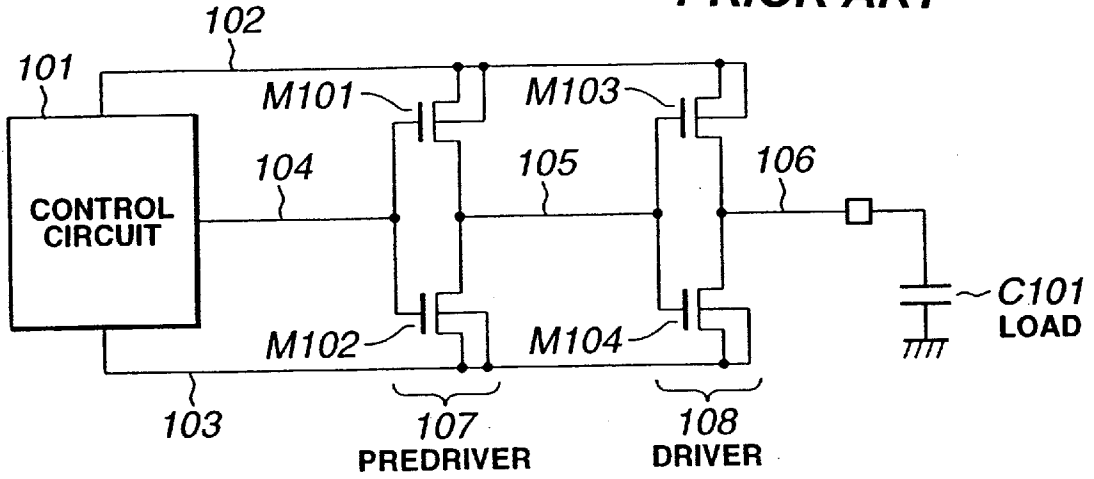 PRIOR ART
102
101
M101
M103
104
105
106
CONTROL
CIRCUIT
C101
LOAD
M102
M104
103
107
108
PREDRIVER
DRIVER